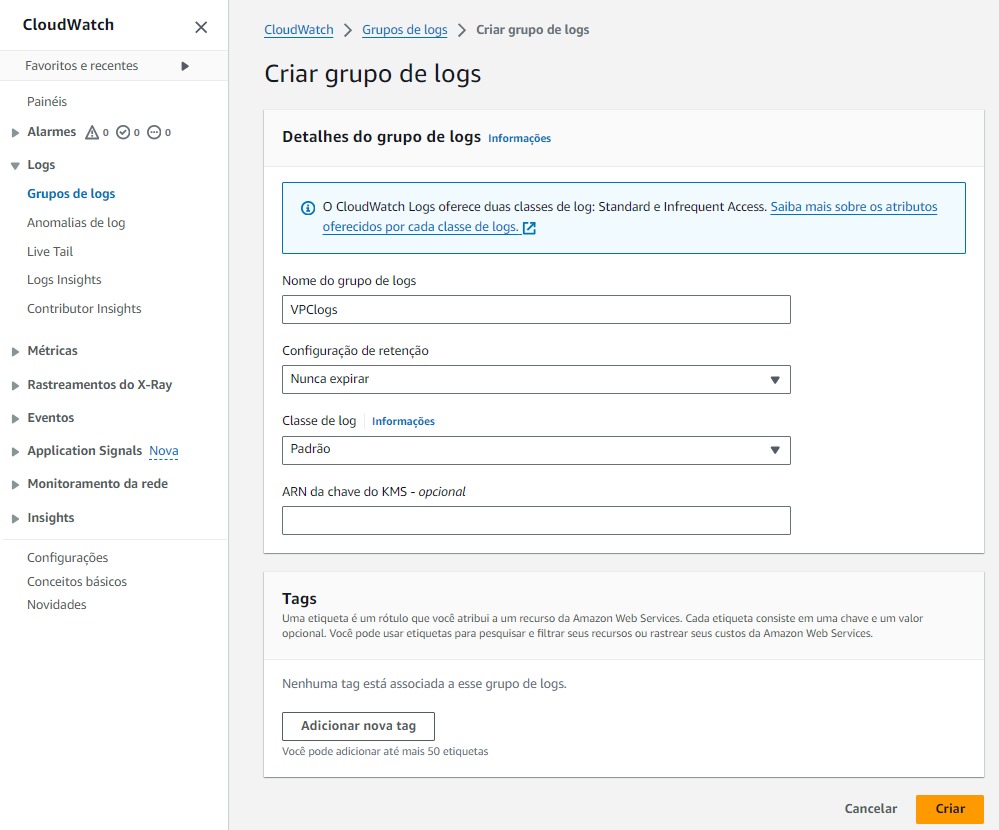 CloudWatch
Favoritos e recentes
Painéis
Alarmes 0 0 0
Logs
Grupos de logs
Anomalias de log
Live Tail
Logs Insights
Contributor Insights
Métricas
Rastreamentos do X-Ray
Eventos
Application Signals Nova
Monitoramento da rede
Insights
Configurações
Conceitos básicos
Novidades
CloudWatch Grupos de logs Criar grupo de logs
Criar grupo de logs
Detalhes do grupo de logs Informações
O CloudWatch Logs oferece duas classes de log: Standard e Infrequent Access. Saiba mais sobre os atributos
oferecidos por cada classe de logs.
Nome do grupo de logs
VPClogs
Configuração de retenção
Nunca expirar
Classe de log Informações
Padrão
ARN da chave do KMS - opcional
Tags
Uma etiqueta é um rótulo que você atribui a um recurso da Amazon Web Services. Cada etiqueta consiste em uma chave e um valor
opcional. Você pode usar etiquetas para pesquisar e filtrar seus recursos ou rastrear seus custos da Amazon Web Services.
Nenhuma tag está associada a esse grupo de logs.
Adicionar nova tag
Você pode adicionar até mais 50 etiquetas
Cancelar Criar